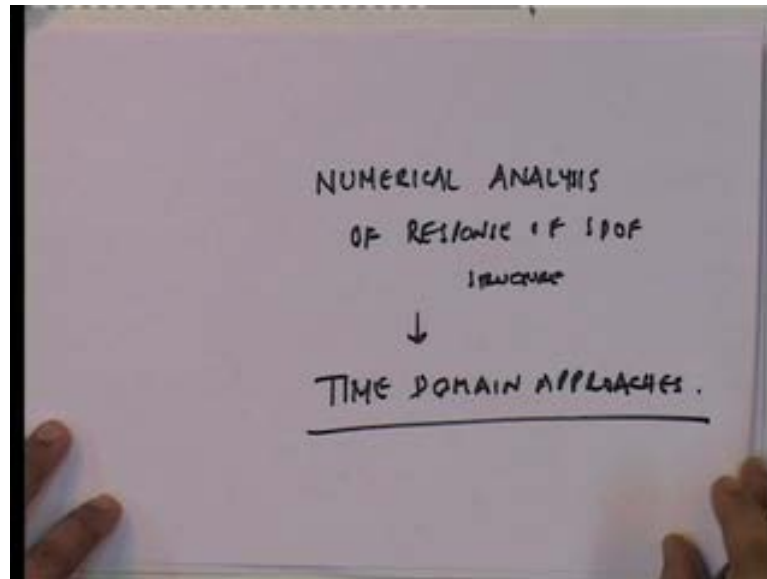 NUMERICAL ANALYSIS
OF RESPONSE OF SDOF
STRUCTURE
↓
TIME DOMAIN APPROACHES.